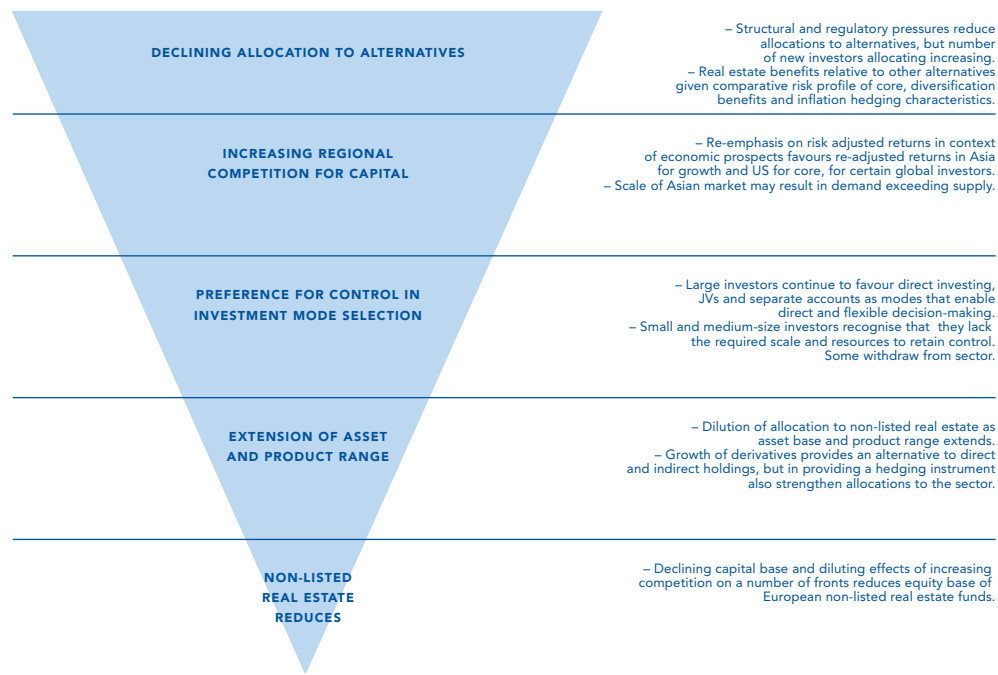 DECLINING ALLOCATION TO ALTERNATIVES
– Structural and regulatory pressures reduce
allocations to alternatives, but number
of new investors allocating increasing.
– Real estate benefits relative to other alternatives
given comparative risk profile of core, diversification
benefits and inflation hedging characteristics.
INCREASING REGIONAL
COMPETITION FOR CAPITAL
– Re-emphasis on risk adjusted returns in context
of economic prospects favours re-adjusted returns in Asia
for growth and US for core, for certain global investors.
– Scale of Asian market may result in demand exceeding supply.
PREFERENCE FOR CONTROL IN
INVESTMENT MODE SELECTION
– Large investors continue to favour direct investing,
JVs and separate accounts as modes that enable
direct and flexible decision-making.
– Small and medium-size investors recognise that they lack
the required scale and resources to retain control.
Some withdraw from sector.
EXTENSION OF ASSET
AND PRODUCT RANGE
– Dilution of allocation to non-listed real estate as
asset base and product range extends.
– Growth of derivatives provides an alternative to direct
and indirect holdings, but in providing a hedging instrument
also strengthen allocations to the sector.
NON-LISTED
REAL ESTATE
REDUCES
– Declining capital base and diluting effects of increasing
competition on a number of fronts reduces equity base of
European non-listed real estate funds.